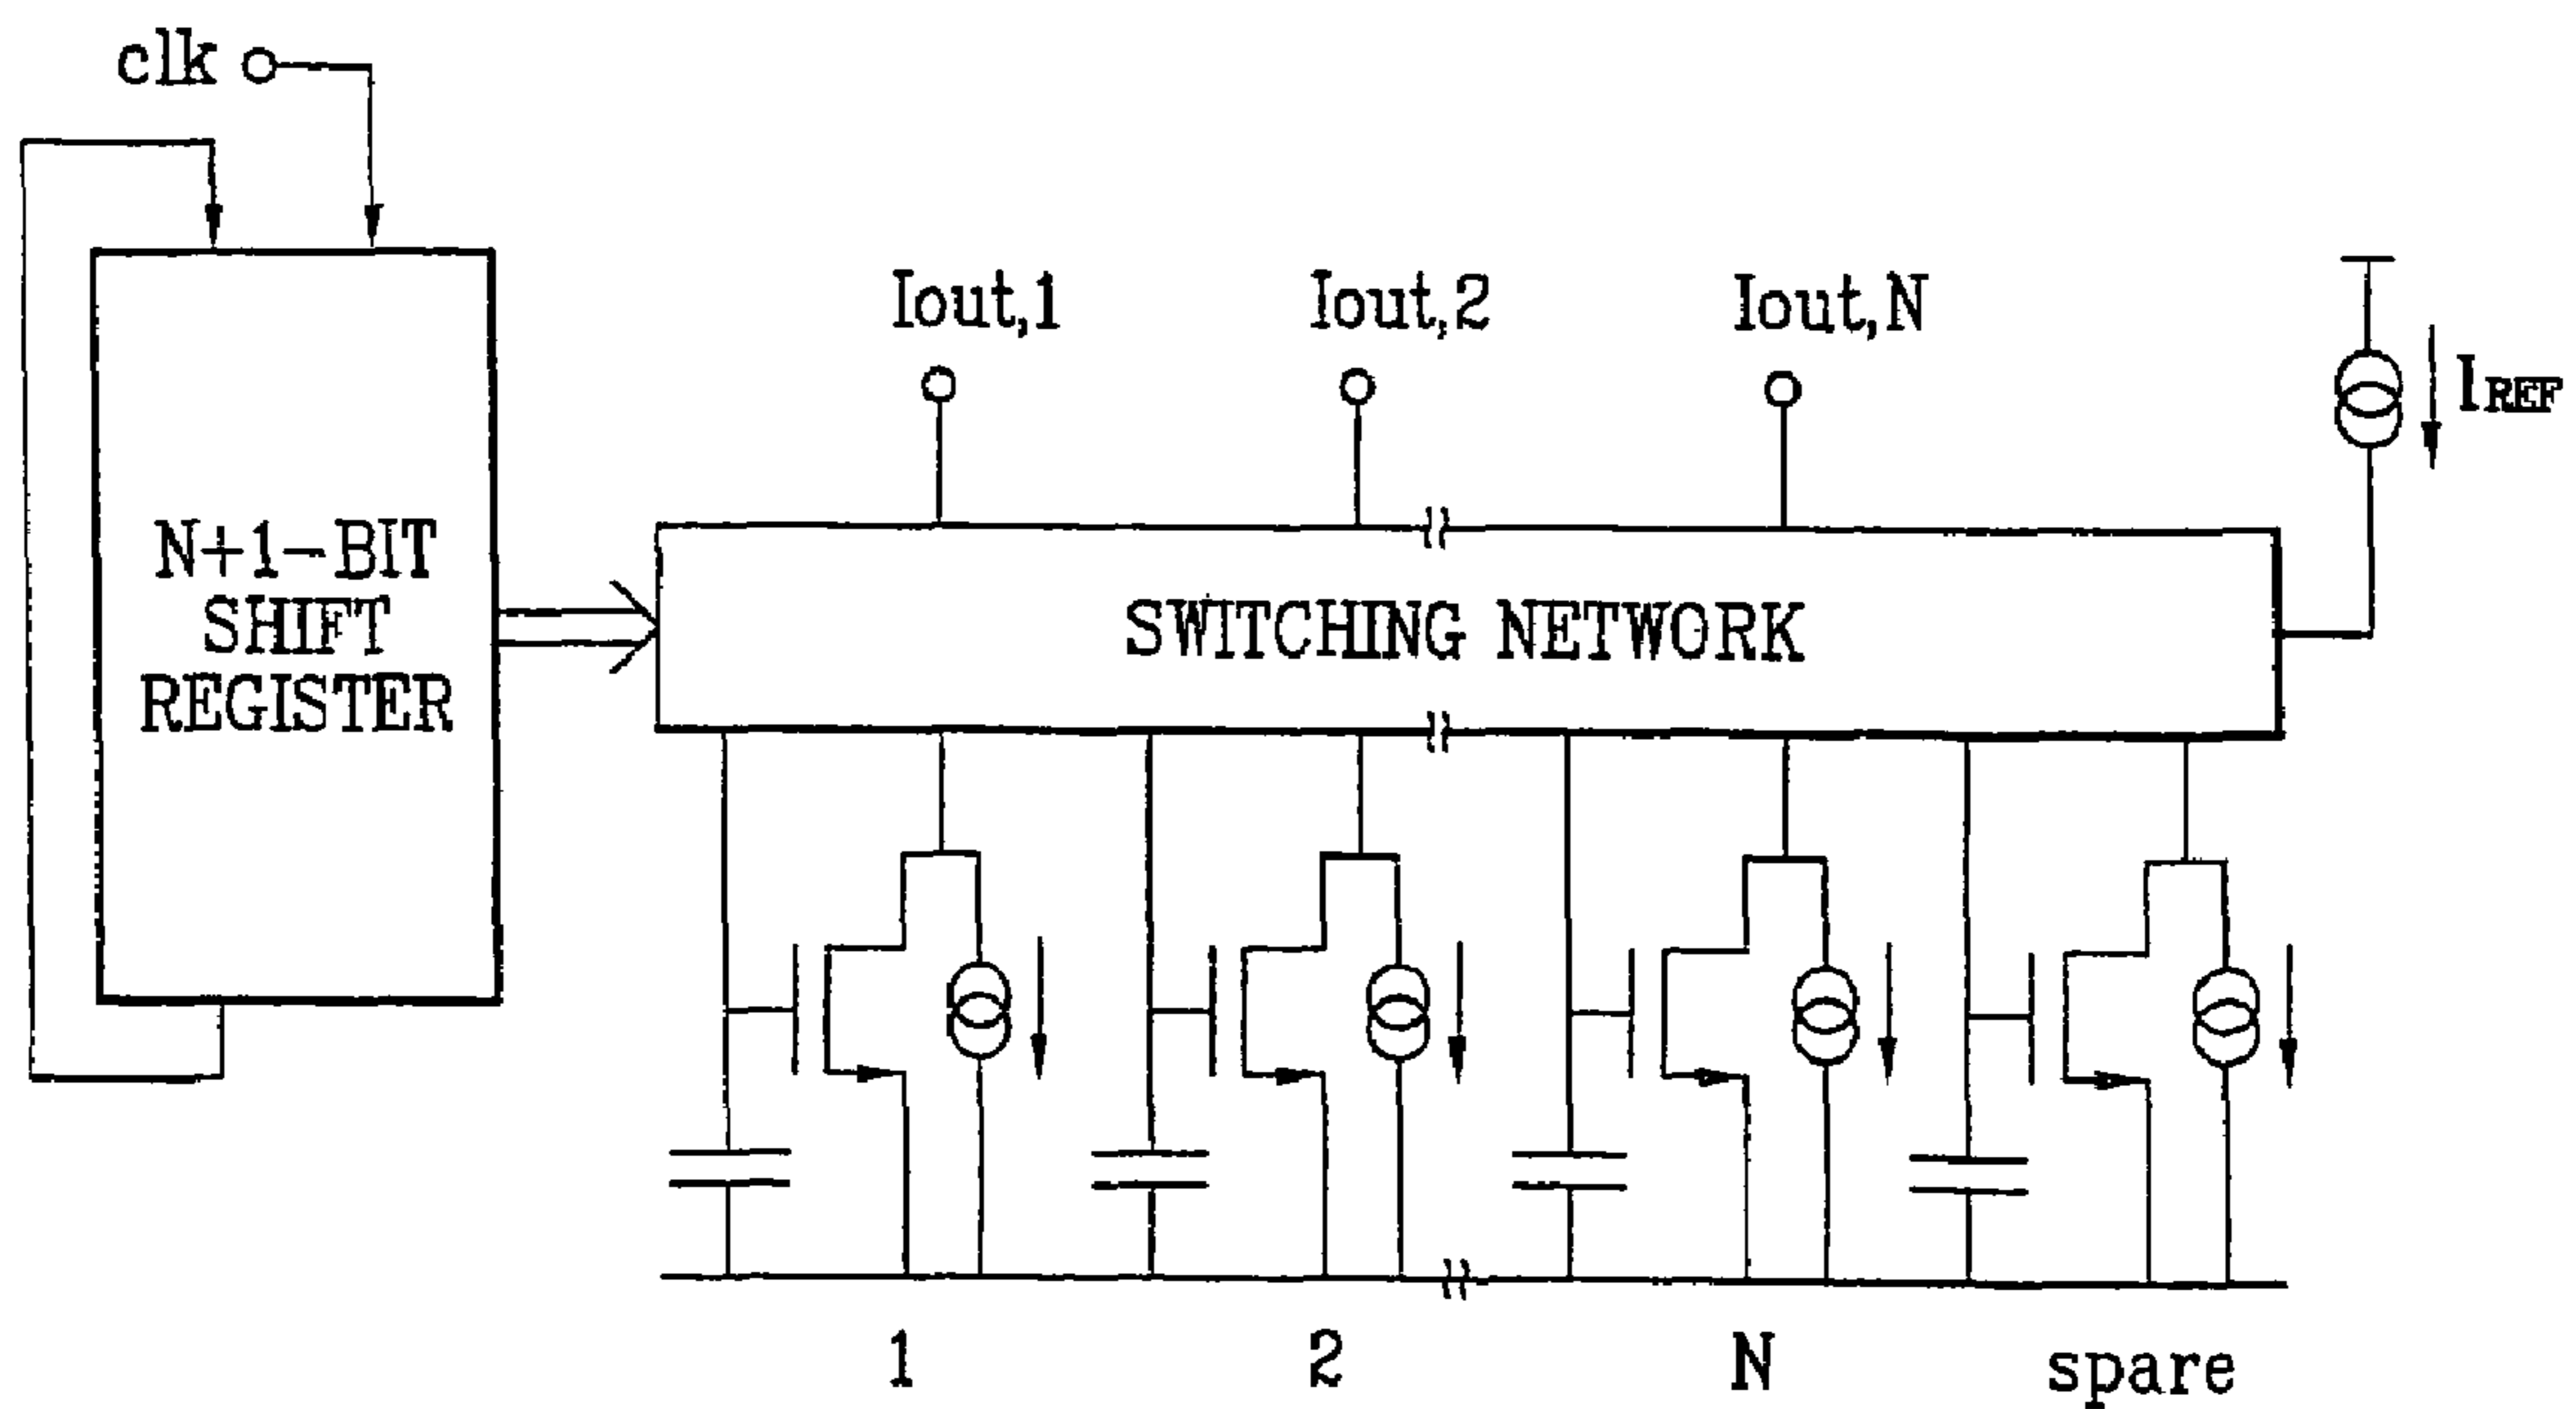 clk
Iout,1
Iout,2
Iout,N
IREF
N+1-BIT
SHIFT
REGISTER
SWITCHING NETWORK
1
2
N
spare